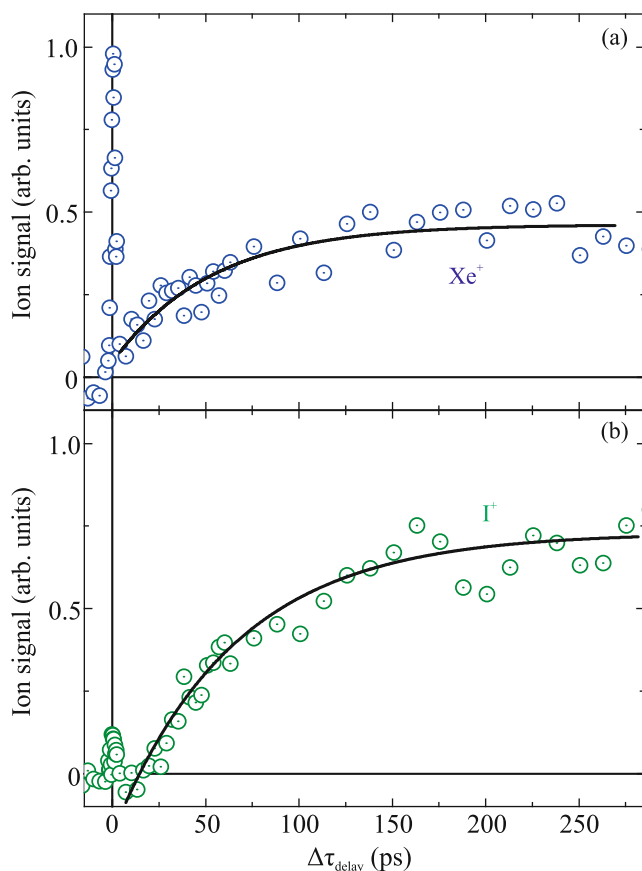 (a)
1.0
0.5
0
Ion signal (arb. units)
Xe⁺
(b)
1.0
0.5
0
Ion signal (arb. units)
I⁺
0 50 100 150 200 250
Δτdelay (ps)